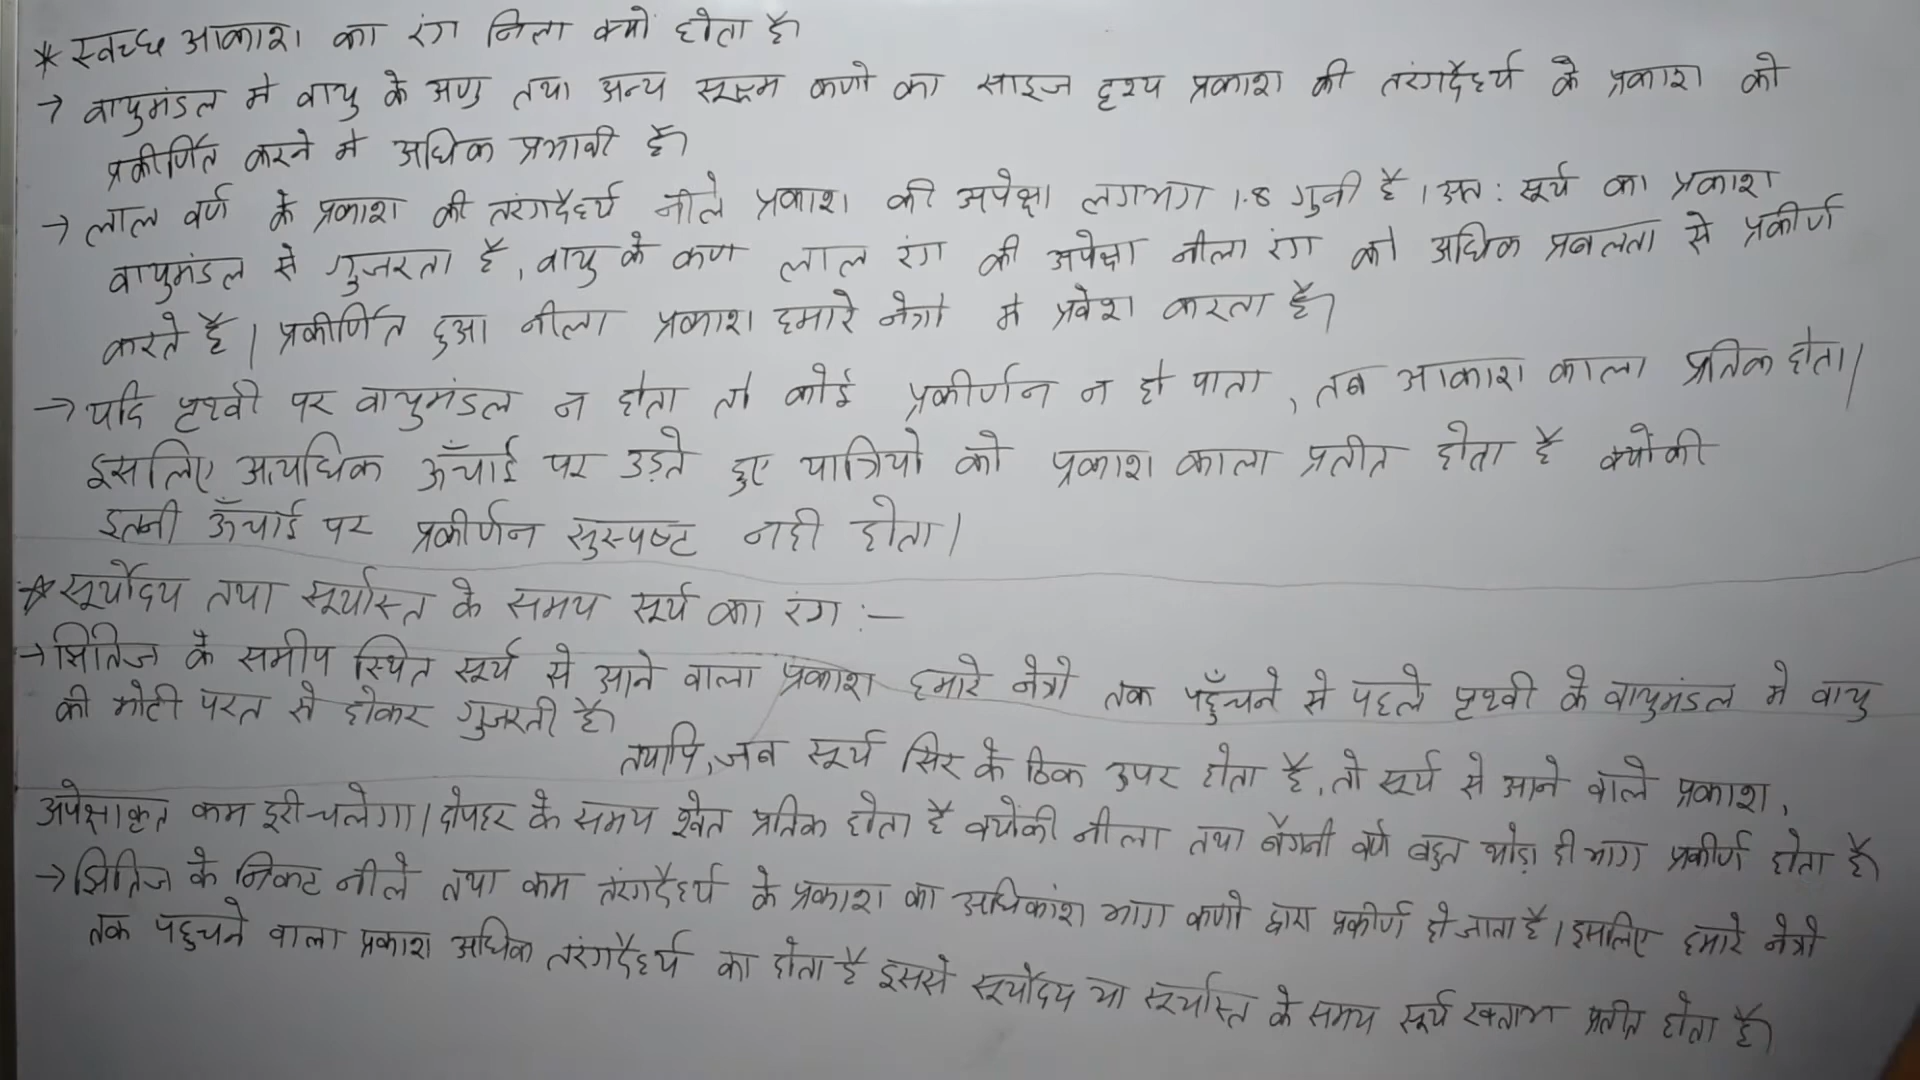 * स्वच्छ आकाश का रंग निला क्यों होता है।
→ वायुमंडल मे वायु के अणु तथा अन्य सूक्ष्म कणो का साइज दृश्य प्रकाश की तरंगदैर्घ्य के प्रकाश को
प्रकीर्णित करने मे अधिक प्रभावी है।
→ लाल वर्ण के प्रकाश की तरंगदैर्घ्य नीले प्रकाश की अपेक्षा लगभग 1.8 गुनी है । अत: सूर्य का प्रकाश
वायुमंडल से गुजरता है, वायु के कण लाल रंग की अपेक्षा नीला रंग को अधिक प्रबलता से प्रकीर्ण
करते है | प्रकीर्णित हुआ नीला प्रकाश हमारे नेत्रो मे प्रवेश करता है।
→ यदि पृथ्वी पर वायुमंडल न होता तो कोई प्रकीर्णन न हो पाता, तब आकाश काला प्रतिक होता|
इसलिए अत्यधिक ऊँचाई पर उड़ते हुए यात्रियो को प्रकाश काला प्रतीत होता है क्योंकी
इतनी ऊँचाई पर प्रकीर्णन सुस्पष्ट नही होता|
* सूर्योदय तथा सूर्यास्त के समय सूर्य का रंग :—
→ क्षितिज के समीप स्थित सूर्य से आने वाला प्रकाश हमारे नेत्रो तक पहुँचने से पहले पृथ्वी के वायुमंडल मे वायु
की मोटी परत से होकर गुजरती है।
तथापि, जब सूर्य सिर के ठिक उपर होता है, तो सूर्य से आने वाले प्रकाश,
अपेक्षाकृत कम दूरी चलेगा। दोपहर के समय श्वेत प्रतिक होता है क्योंकी नीला तथा बैगनी वर्ण बहुत थोड़ा ही भाग प्रकीर्ण होता है।
→ क्षितिज के निकट नीले तथा कम तरंगदैर्घ्य के प्रकाश का अधिकांश भाग कणो द्वारा प्रकीर्ण हो जाता है। इसलिए हमारे नेत्रो
तक पहुचने वाला प्रकाश अधिक तरंगदैर्घ्य का होता है इससे सूर्योदय या सूर्यास्त के समय सूर्य रक्ताभ प्रतीत होता है।